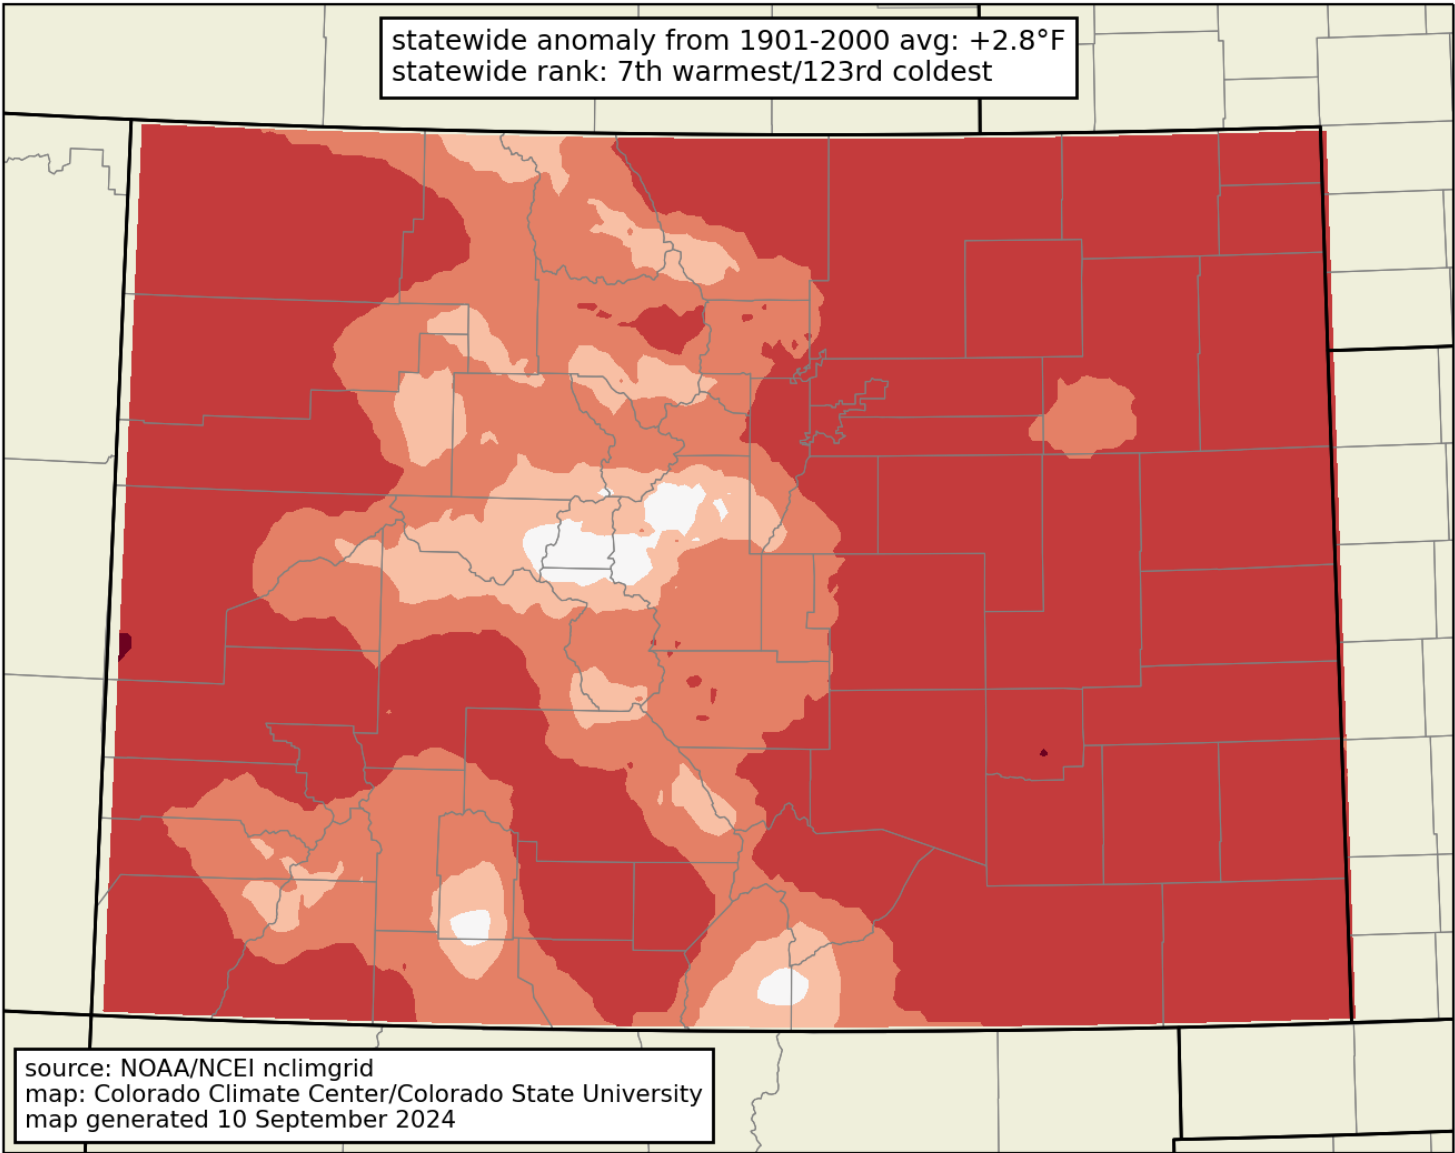 statewide anomaly from 1901-2000 avg: +2.8°F
statewide rank: 7th warmest/123rd coldest
source: NOAA/NCEI nclimgrid
map: Colorado Climate Center/Colorado State University
map generated 10 September 2024